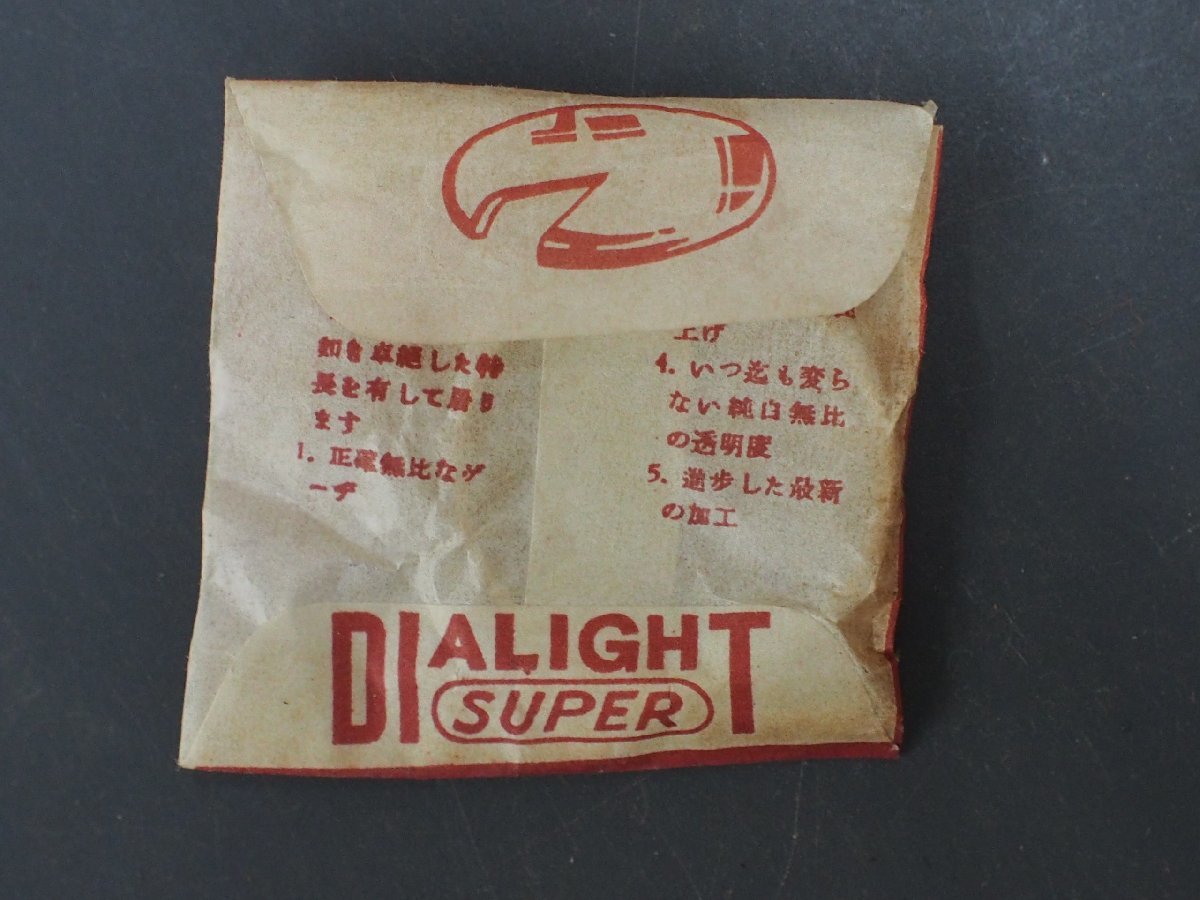 如き卓絶した特
長を有して居り
ます
1. 正確無比なゲ
ーヂ
上げ
4. いつ迄も変ら
ない純白無比
の透明度
5. 進歩した最新
の加工
DIALIGHT
SUPER